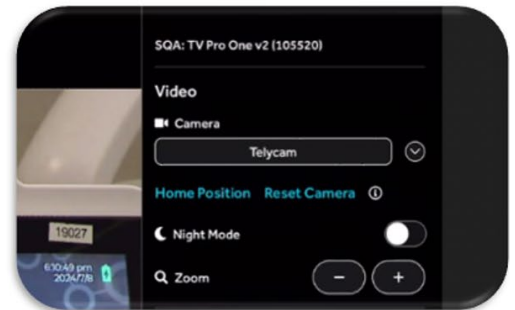 SQA: TV Pro One v2 (105520)
Video
Camera
Telycam
Home Position Reset Camera
Night Mode
Zoom
19027
6:10:49 pm
2024/7/8